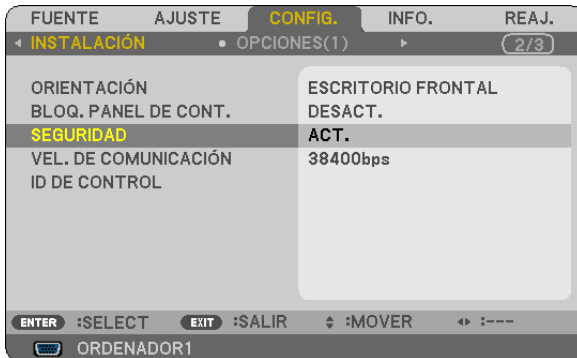 FUENTE AJUSTE CONFIG. INFO. REAJ.
INSTALACIÓN • OPCIONES(1) 2/3
ORIENTACIÓN ESCRITORIO FRONTAL
BLOQ. PANEL DE CONT. DESACT.
SEGURIDAD ACT.
VEL. DE COMUNICACIÓN 38400bps
ID DE CONTROL
ENTER :SELECT EXIT :SALIR :MOVER :---
ORDENADOR1